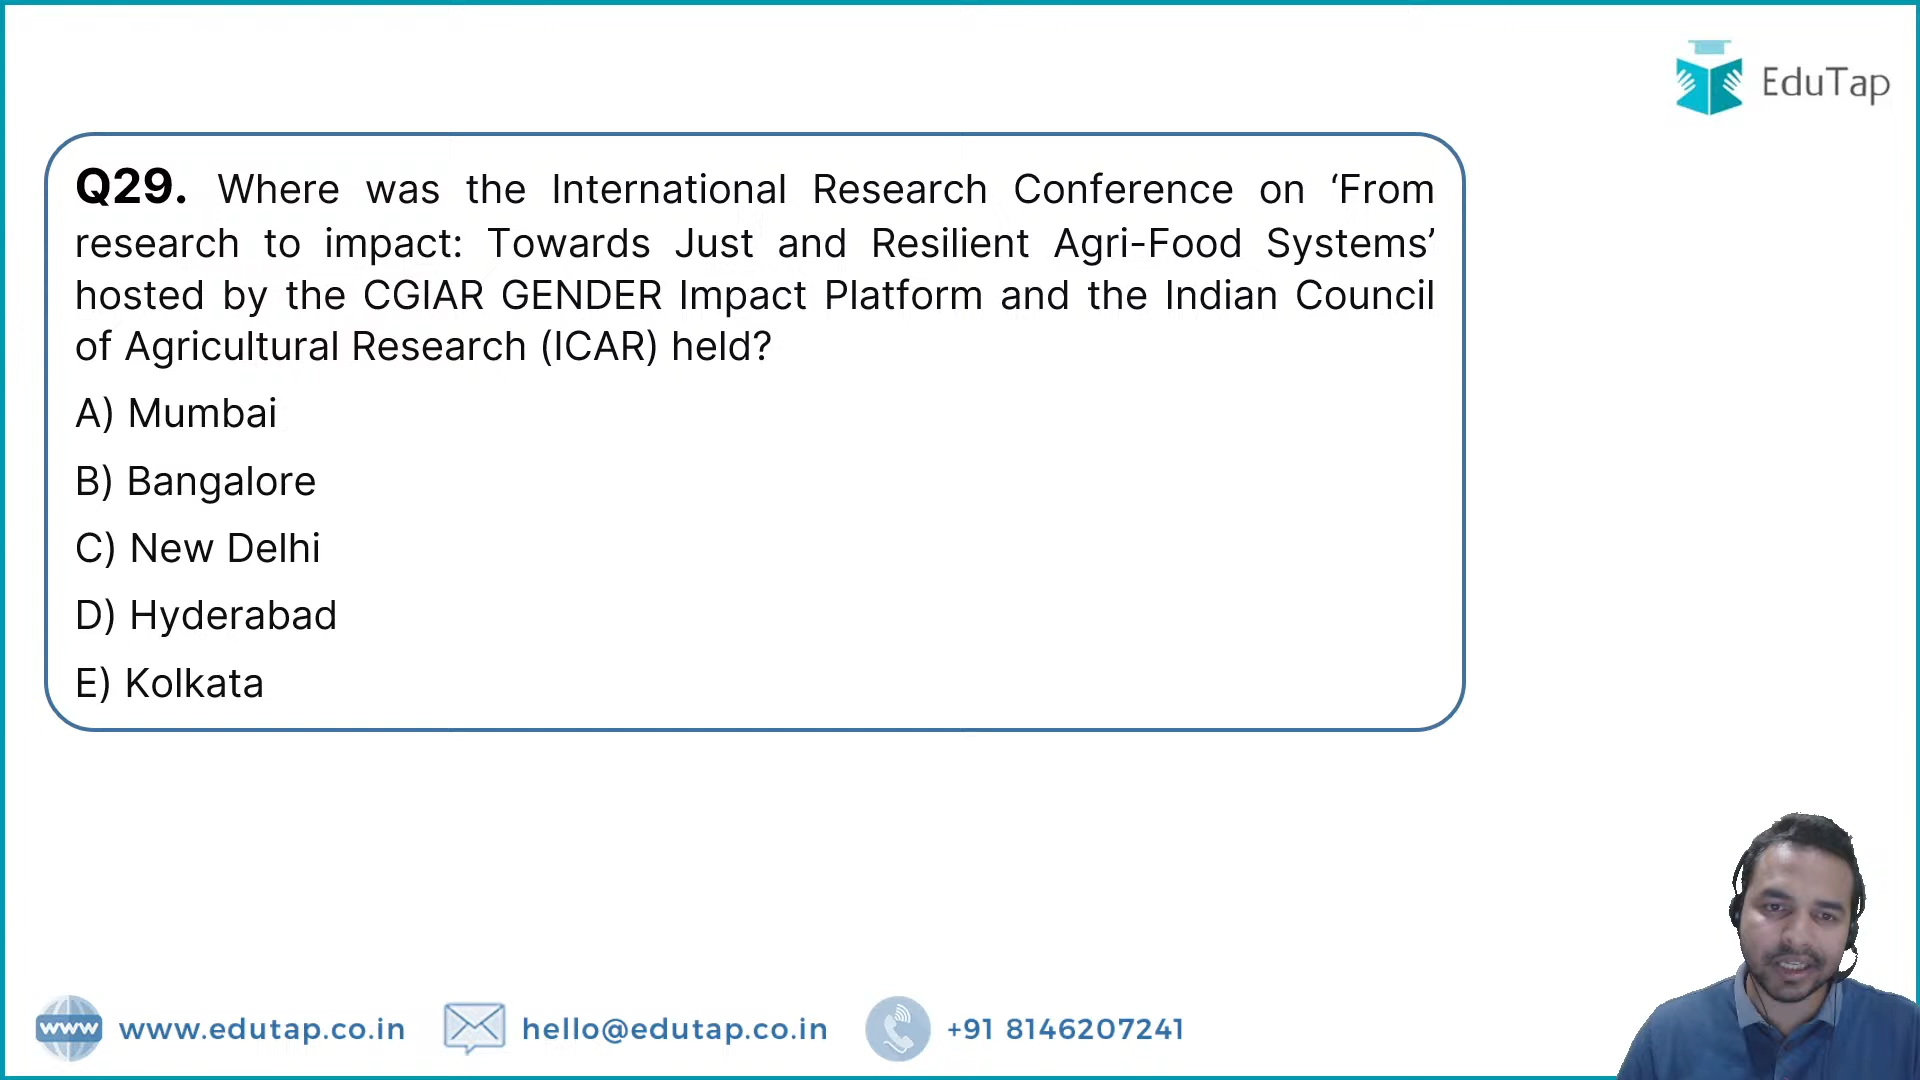 EduTap
Q29. Where was the International Research Conference on ‘From
research to impact: Towards Just and Resilient Agri-Food Systems’
hosted by the CGIAR GENDER Impact Platform and the Indian Council
of Agricultural Research (ICAR) held?
A) Mumbai
B) Bangalore
C) New Delhi
D) Hyderabad
E) Kolkata
www www.edutap.co.in hello@edutap.co.in +91 8146207241